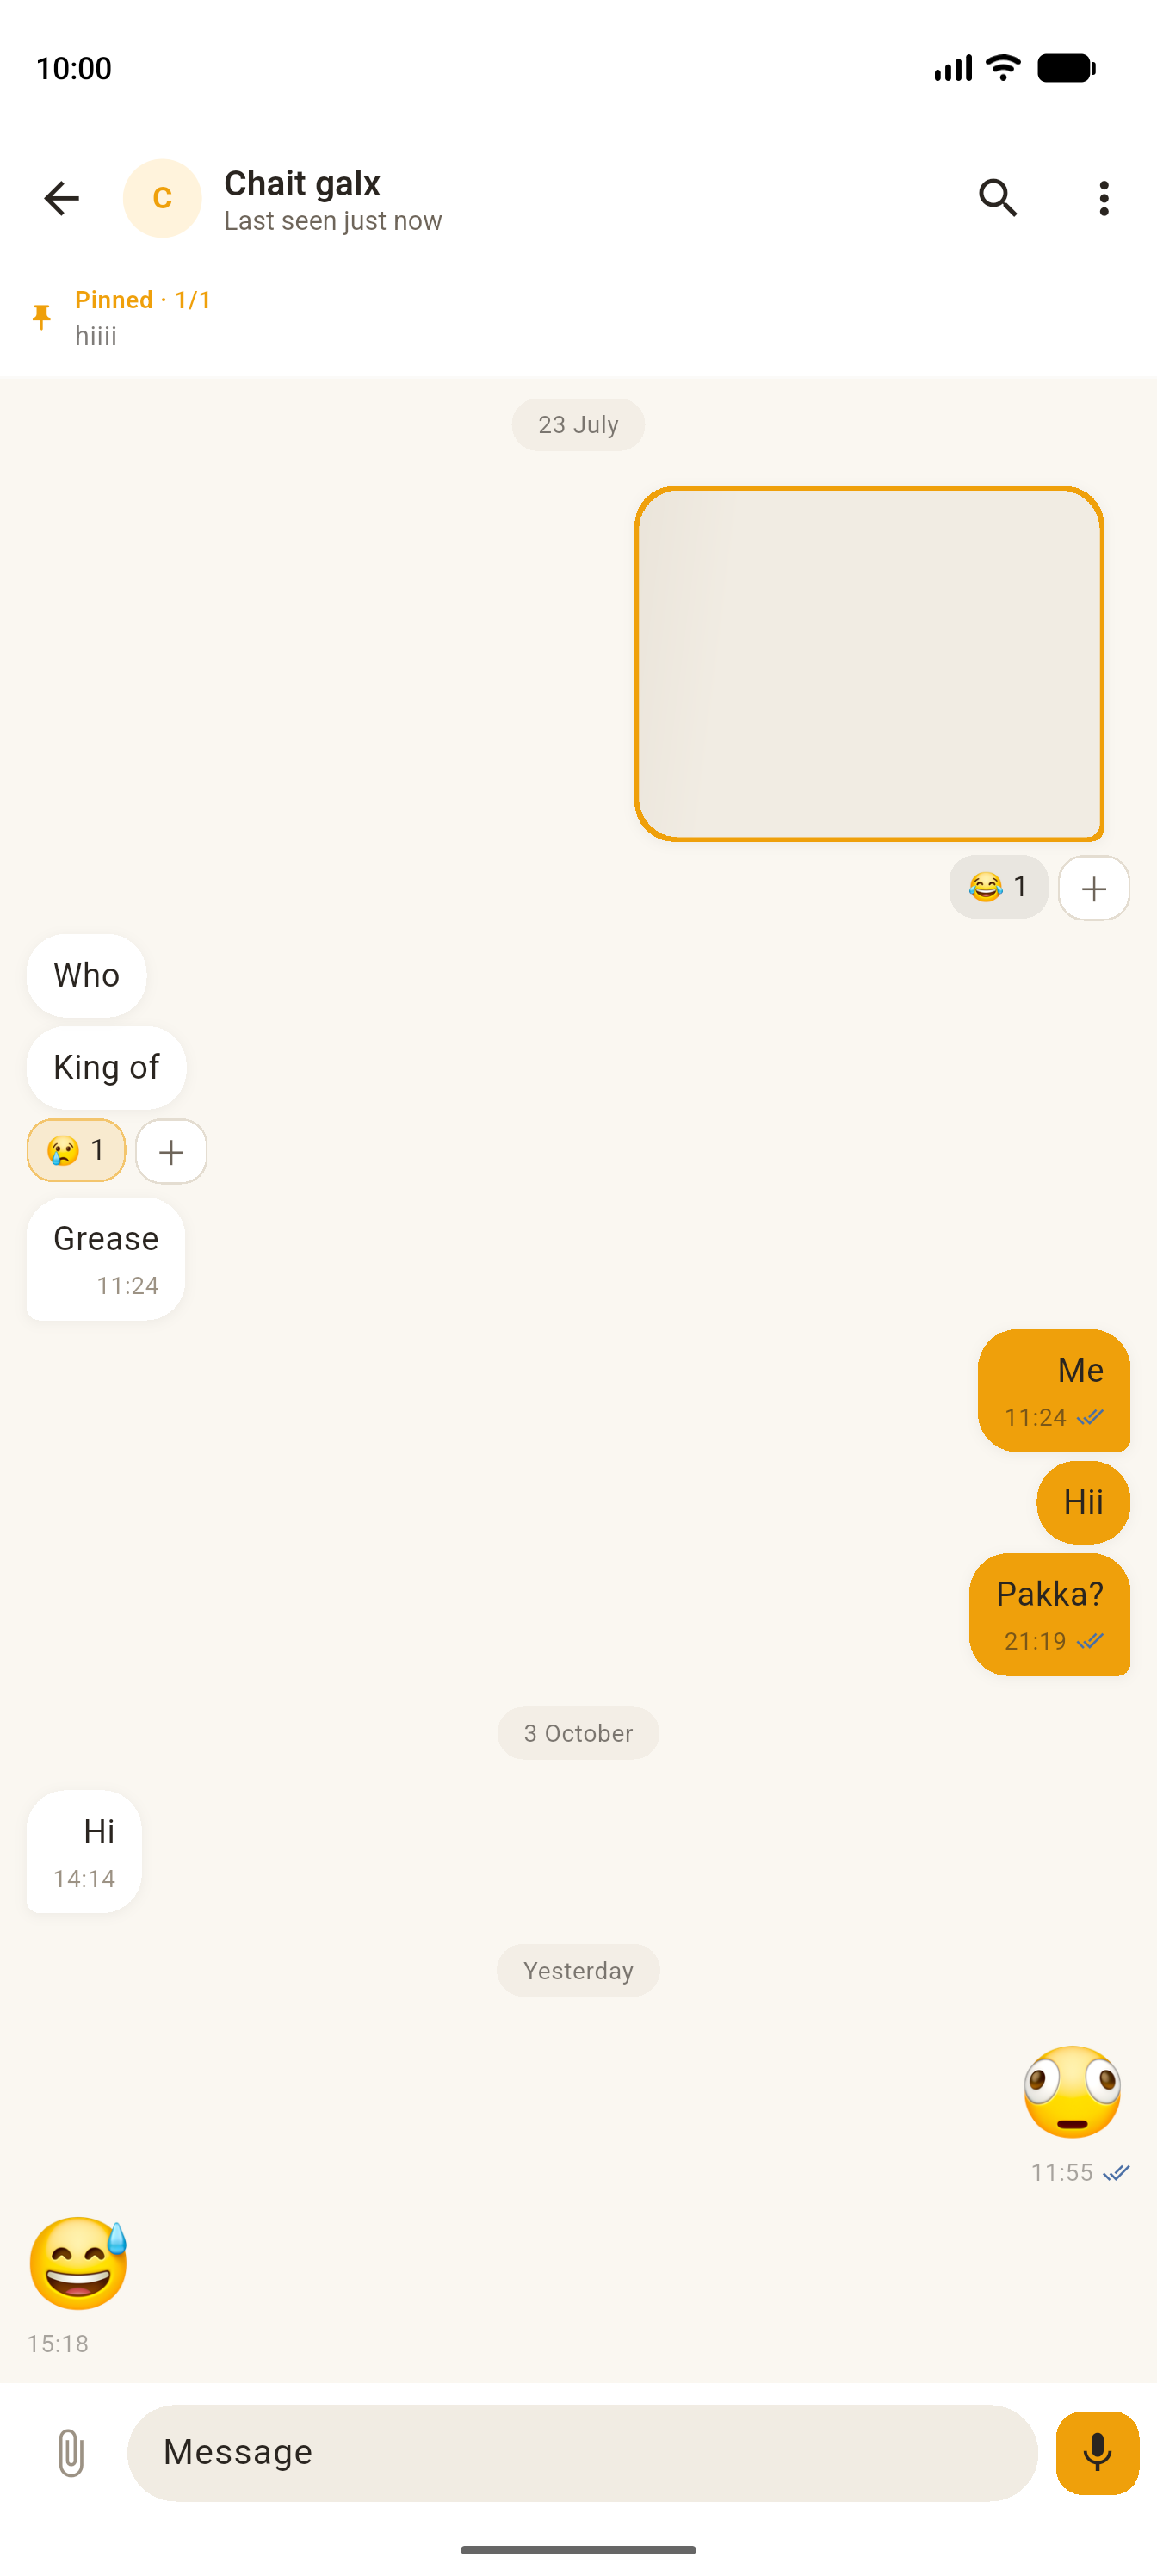 10:00
C
Chait galx
Last seen just now
Pinned · 1/1
hiiii
23 July
😂 1
Who
King of
😢 1
Grease
11:24
Me
11:24
Hii
Pakka?
21:19
3 October
Hi
14:14
Yesterday
🙄
11:55
😅
15:18
Message